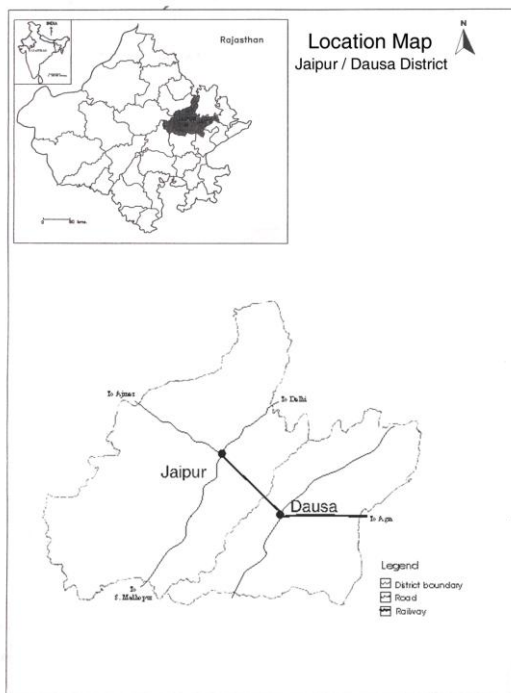 INDIA
Rajasthan
Location Map
Jaipur / Dausa District
N
0
To Ajmer
To Delhi
Jaipur
Dausa
To Agra
To
S. Madhopur
Legend
District boundary
Road
Railway